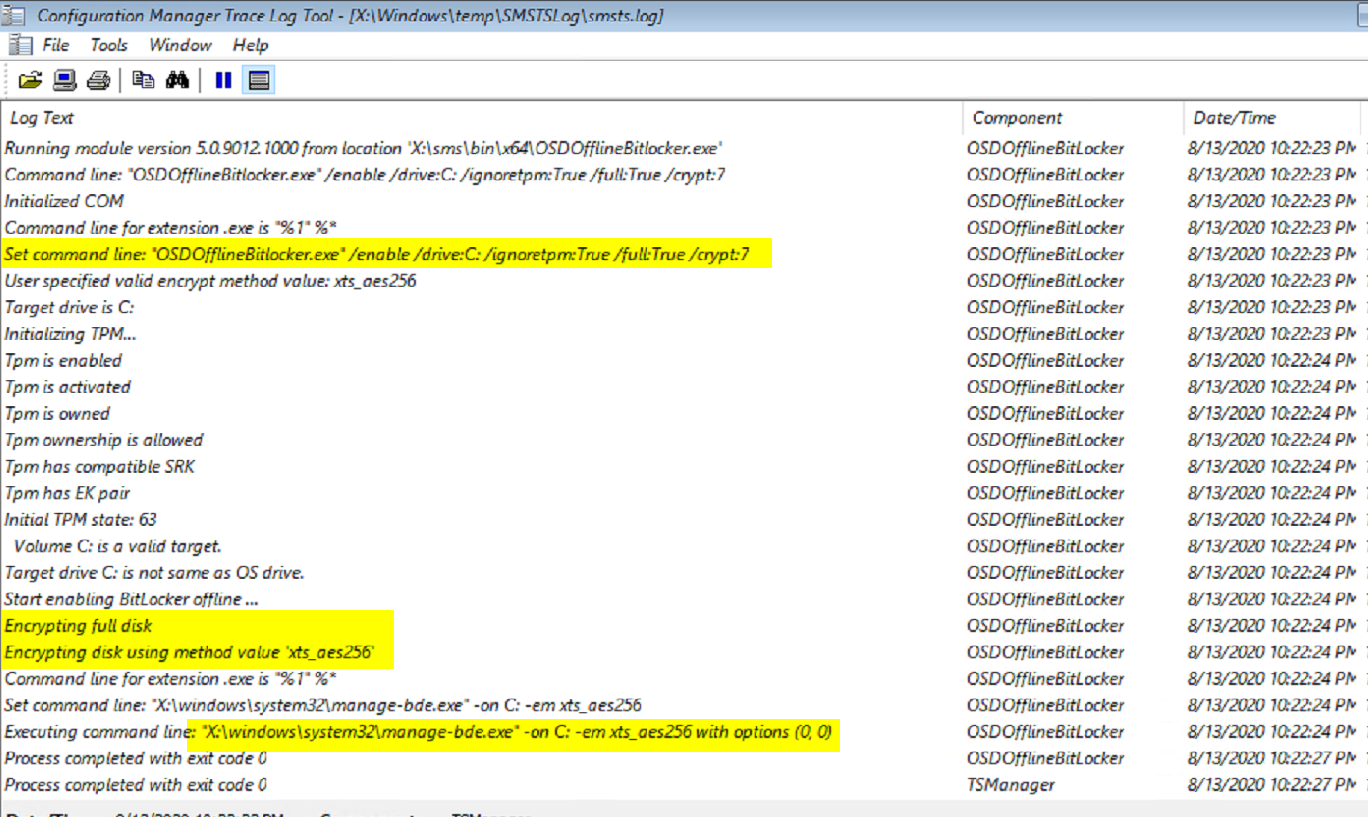 Configuration Manager Trace Log Tool - [X:\Windows\temp\SMSTSLog\smsts.log]
File Tools Window Help
Log Text Component Date/Time
Running module version 5.0.9012.1000 from location 'X:\sms\bin\x64\OSDOfflineBitlocker.exe' OSDOfflineBitLocker 8/13/2020 10:22:23 PM
Command line: "OSDOfflineBitlocker.exe" /enable /drive:C: /ignoretpm:True /full:True /crypt:7 OSDOfflineBitLocker 8/13/2020 10:22:23 PM
Initialized COM OSDOfflineBitLocker 8/13/2020 10:22:23 PM
Command line for extension .exe is "%1" %* OSDOfflineBitLocker 8/13/2020 10:22:23 PM
Set command line: "OSDOfflineBitlocker.exe" /enable /drive:C: /ignoretpm:True /full:True /crypt:7 OSDOfflineBitLocker 8/13/2020 10:22:23 PM
User specified valid encrypt method value: xts_aes256 OSDOfflineBitLocker 8/13/2020 10:22:23 PM
Target drive is C: OSDOfflineBitLocker 8/13/2020 10:22:23 PM
Initializing TPM... OSDOfflineBitLocker 8/13/2020 10:22:23 PM
Tpm is enabled OSDOfflineBitLocker 8/13/2020 10:22:24 PM
Tpm is activated OSDOfflineBitLocker 8/13/2020 10:22:24 PM
Tpm is owned OSDOfflineBitLocker 8/13/2020 10:22:24 PM
Tpm ownership is allowed OSDOfflineBitLocker 8/13/2020 10:22:24 PM
Tpm has compatible SRK OSDOfflineBitLocker 8/13/2020 10:22:24 PM
Tpm has EK pair OSDOfflineBitLocker 8/13/2020 10:22:24 PM
Initial TPM state: 63 OSDOfflineBitLocker 8/13/2020 10:22:24 PM
Volume C: is a valid target. OSDOfflineBitLocker 8/13/2020 10:22:24 PM
Target drive C: is not same as OS drive. OSDOfflineBitLocker 8/13/2020 10:22:24 PM
Start enabling BitLocker offline ... OSDOfflineBitLocker 8/13/2020 10:22:24 PM
Encrypting full disk OSDOfflineBitLocker 8/13/2020 10:22:24 PM
Encrypting disk using method value 'xts_aes256' OSDOfflineBitLocker 8/13/2020 10:22:24 PM
Command line for extension .exe is "%1" %* OSDOfflineBitLocker 8/13/2020 10:22:24 PM
Set command line: "X:\windows\system32\manage-bde.exe" -on C: -em xts_aes256 OSDOfflineBitLocker 8/13/2020 10:22:24 PM
Executing command line: "X:\windows\system32\manage-bde.exe" -on C: -em xts_aes256 with options (0, 0) OSDOfflineBitLocker 8/13/2020 10:22:24 PM
Process completed with exit code 0 OSDOfflineBitLocker 8/13/2020 10:22:27 PM
Process completed with exit code 0 TSManager 8/13/2020 10:22:27 PM